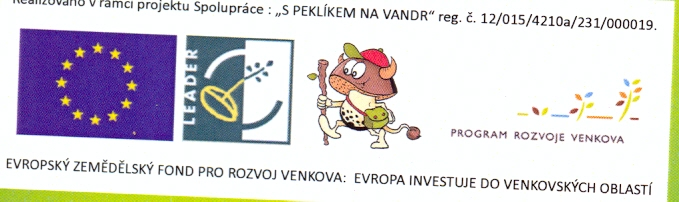 Realizováno v rámci projektu Spolupráce : „S PEKLÍKEM NA VANDR“ reg. č. 12/015/4210a/231/000019.
LEADER
PROGRAM ROZVOJE VENKOVA
EVROPSKÝ ZEMĚDĚLSKÝ FOND PRO ROZVOJ VENKOVA: EVROPA INVESTUJE DO VENKOVSKÝCH OBLASTÍ